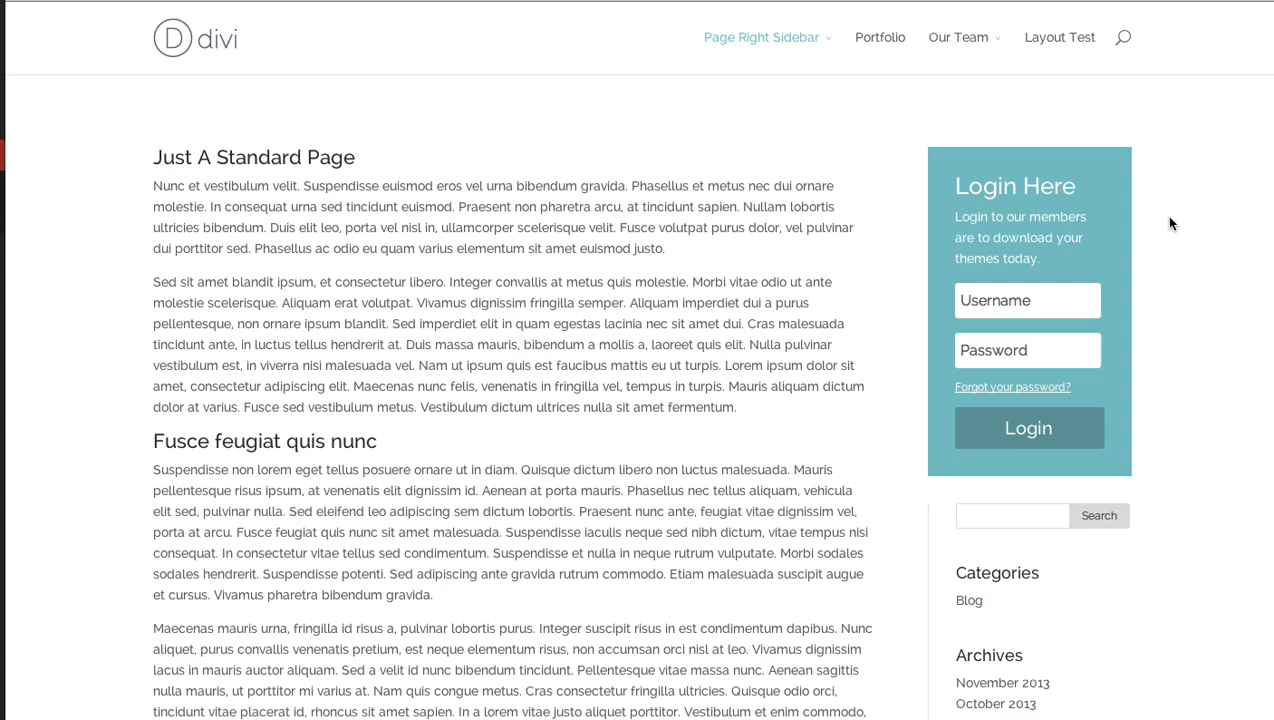 D divi
Page Right Sidebar
Portfolio
Our Team
Layout Test
Just A Standard Page
Nunc et vestibulum velit. Suspendisse euismod eros vel urna bibendum gravida. Phasellus et metus nec dui ornare
molestie. In consequat urna sed tincidunt euismod. Praesent non pharetra arcu, at tincidunt sapien. Nullam lobortis
ultricies bibendum. Duis elit leo, porta vel nisl in, ullamcorper scelerisque velit. Fusce volutpat purus dolor, vel pulvinar
dui porttitor sed. Phasellus ac odio eu quam varius elementum sit amet euismod justo.
Sed sit amet blandit ipsum, et consectetur libero. Integer convallis at metus quis molestie. Morbi vitae odio ut ante
molestie scelerisque. Aliquam erat volutpat. Vivamus dignissim fringilla semper. Aliquam imperdiet dui a purus
pellentesque, non ornare ipsum blandit. Sed imperdiet elit in quam egestas lacinia nec sit amet dui. Cras malesuada
tincidunt ante, in luctus tellus hendrerit at. Duis massa mauris, bibendum a mollis a, laoreet quis elit. Nulla pulvinar
vestibulum est, in viverra nisi malesuada vel. Nam ut ipsum quis est faucibus mattis eu ut turpis. Lorem ipsum dolor sit
amet, consectetur adipiscing elit. Maecenas nunc felis, venenatis in fringilla vel, tempus in turpis. Mauris aliquam dictum
dolor at varius. Fusce sed vestibulum metus. Vestibulum dictum ultrices nulla sit amet fermentum.
Fusce feugiat quis nunc
Suspendisse non lorem eget tellus posuere ornare ut in diam. Quisque dictum libero non luctus malesuada. Mauris
pellentesque risus ipsum, at venenatis elit dignissim id. Aenean at porta mauris. Phasellus nec tellus aliquam, vehicula
elit sed, pulvinar nulla. Sed eleifend leo adipiscing sem dictum lobortis. Praesent nunc ante, feugiat vitae dignissim vel,
porta at arcu. Fusce feugiat quis nunc sit amet malesuada. Suspendisse iaculis neque sed nibh dictum, vitae tempus nisi
consequat. In consectetur vitae tellus sed condimentum. Suspendisse et nulla in neque rutrum vulputate. Morbi sodales
sodales hendrerit. Suspendisse potenti. Sed adipiscing ante gravida rutrum commodo. Etiam malesuada suscipit augue
et cursus. Vivamus pharetra bibendum gravida.
Maecenas mauris urna, fringilla id risus a, pulvinar lobortis purus. Integer suscipit risus in est condimentum dapibus. Nunc
aliquet, purus convallis venenatis pretium, est neque elementum risus, non accumsan orci nisl at leo. Vivamus dignissim
lacus in mauris auctor aliquam. Sed a velit id nunc bibendum tincidunt. Pellentesque vitae massa nunc. Aenean sagittis
nulla mauris, ut porttitor mi varius at. Nam quis congue metus. Cras consectetur fringilla ultricies. Quisque odio orci,
tincidunt vitae placerat id, rhoncus sit amet sapien. In a lorem vitae justo aliquet porttitor. Vestibulum et enim commodo,
Login Here
Login to our members
are to download your
themes today.
Username
Password
Forgot your password?
Login
Search
Categories
Blog
Archives
November 2013
October 2013